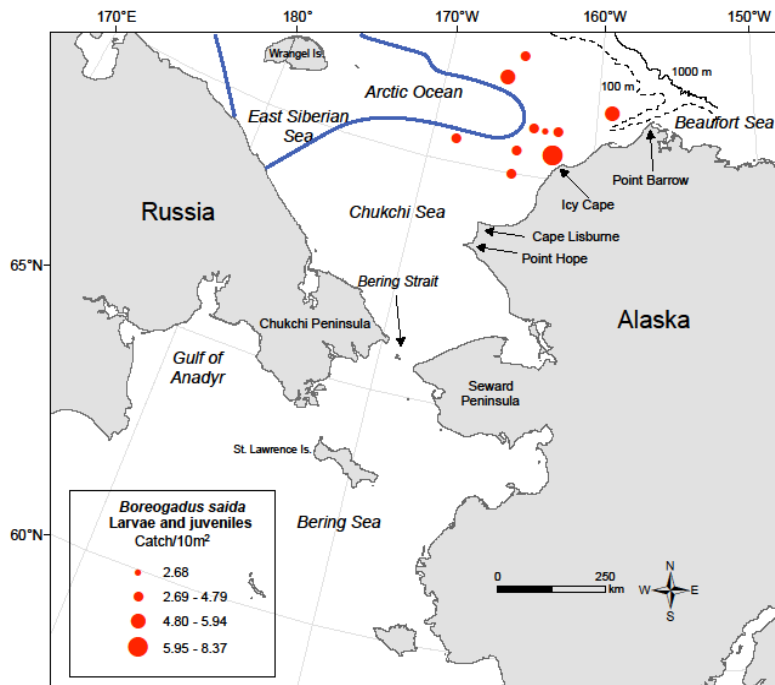 170°E
180°
170°W
160°W
150°W
Wrangel Is.
Arctic Ocean
100 m
1000 m
East Siberian
Sea
Beaufort Sea
Point Barrow
Icy Cape
Russia
Chukchi Sea
Cape Lisburne
Point Hope
65°N
Bering Strait
Alaska
Chukchi Peninsula
Gulf of
Anadyr
Seward
Peninsula
St. Lawrence Is.
Bering Sea
60°N
Boreogadus saida
Larvae and juveniles
Catch/10m²
2.68
2.69 - 4.79
4.80 - 5.94
5.95 - 8.37
0 250
km
N
W E
S